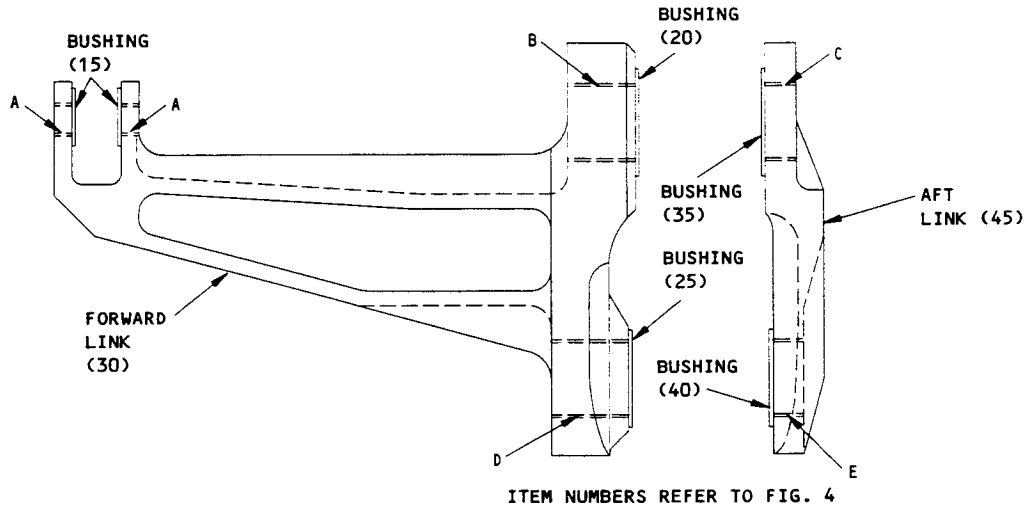 BUSHING
(15)
A
A
B
BUSHING
(20)
C
BUSHING
(35)
AFT
LINK (45)
BUSHING
(25)
FORWARD
LINK
(30)
BUSHING
(40)
D
E
ITEM NUMBERS REFER TO FIG. 4